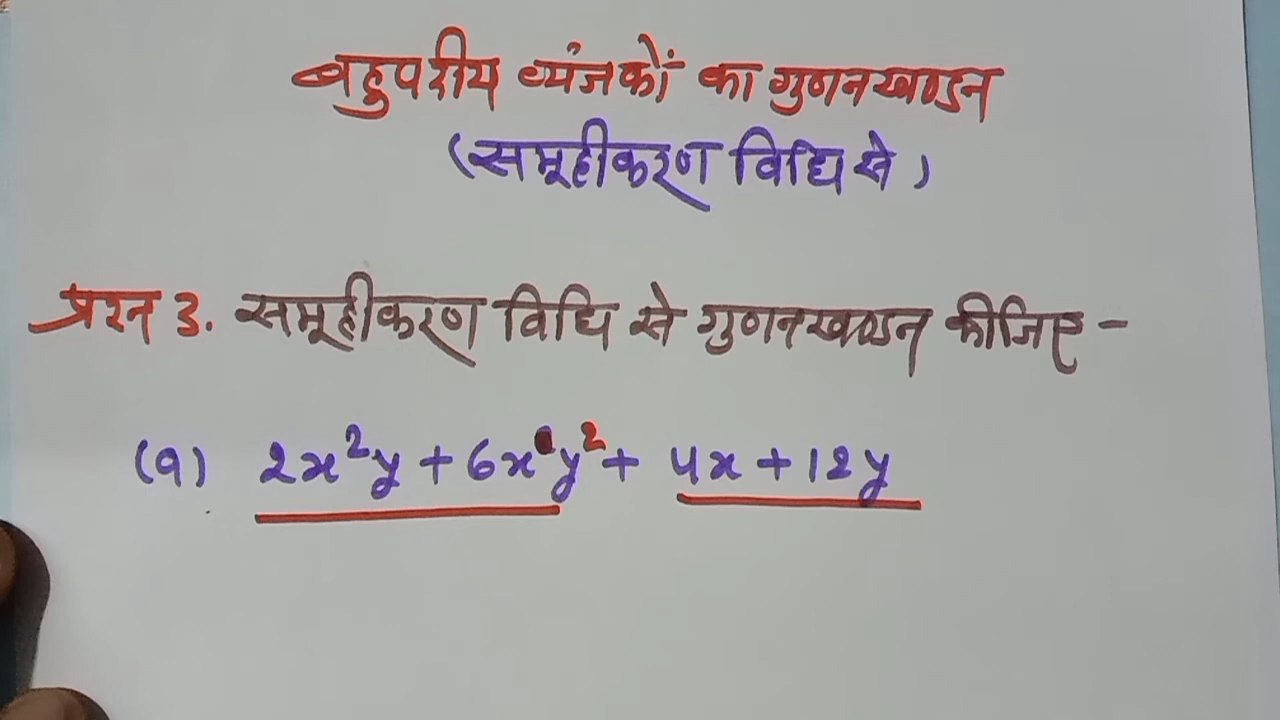 बहुपदीय व्यंजकों का गुणनखण्डन
(समूहीकरण विधि से)
प्रश्न 3. समूहीकरण विधि से गुणनखण्डन कीजिए -
(a) 2x²y + 6xy² + 4x + 12y